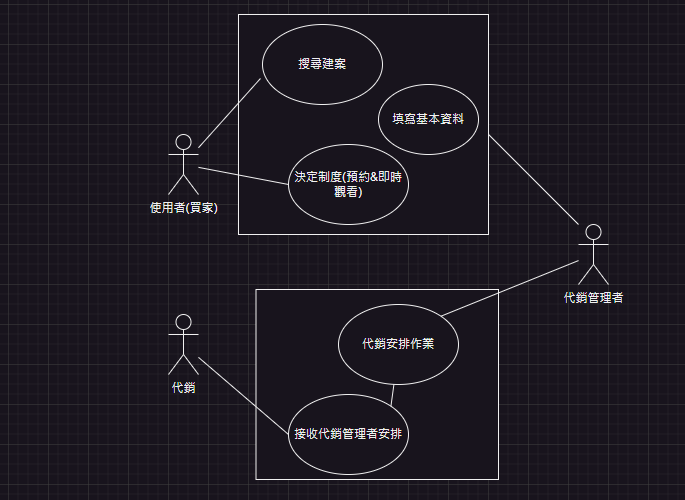 搜尋建案
填寫基本資料
決定制度(預約&即時
觀看)
使用者(買家)
代銷管理者
代銷安排作業
代銷
接收代銷管理者安排